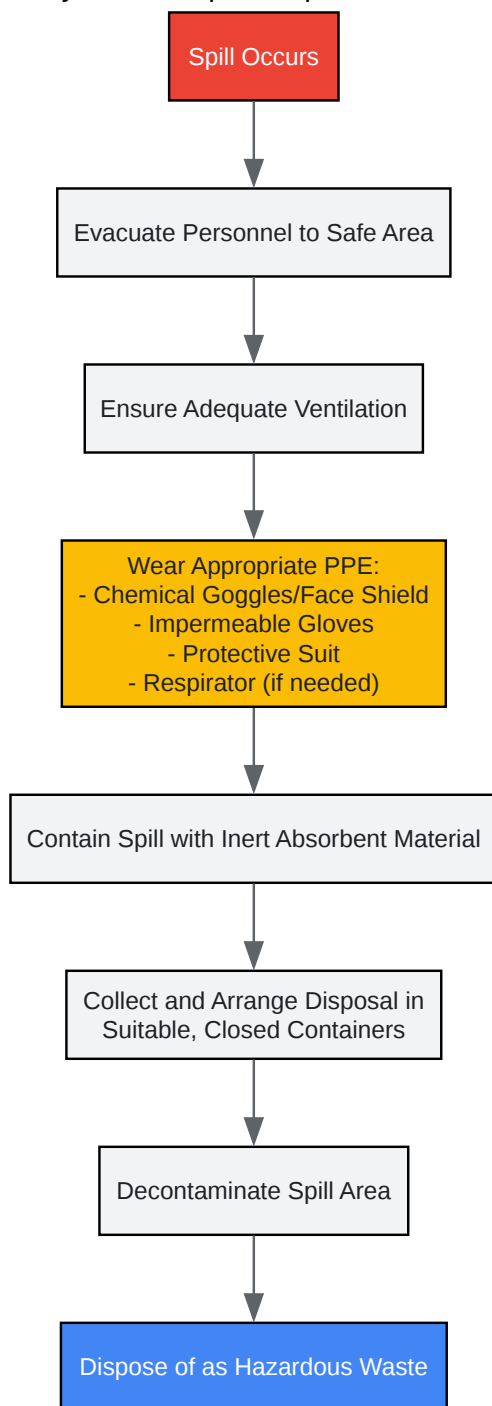 Spill Occurs
Evacuate Personnel to Safe Area
Ensure Adequate Ventilation
Wear Appropriate PPE:
- Chemical Goggles/Face Shield
- Impermeable Gloves
- Protective Suit
- Respirator (if needed)
Contain Spill with Inert Absorbent Material
Collect and Arrange Disposal in
Suitable, Closed Containers
Decontaminate Spill Area
Dispose of as Hazardous Waste